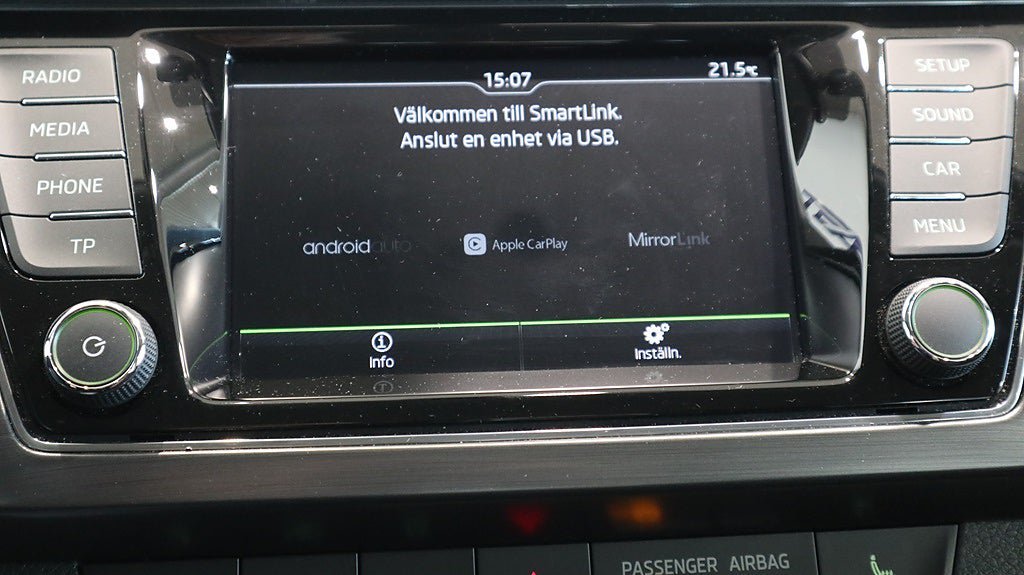 RADIO
MEDIA
PHONE
TP
15:07
21.5°C
Välkommen till SmartLink.
Anslut en enhet via USB.
androidauto
Apple CarPlay
MirrorLink
Info
Inställn.
SETUP
SOUND
CAR
MENU
PASSENGER AIRBAG